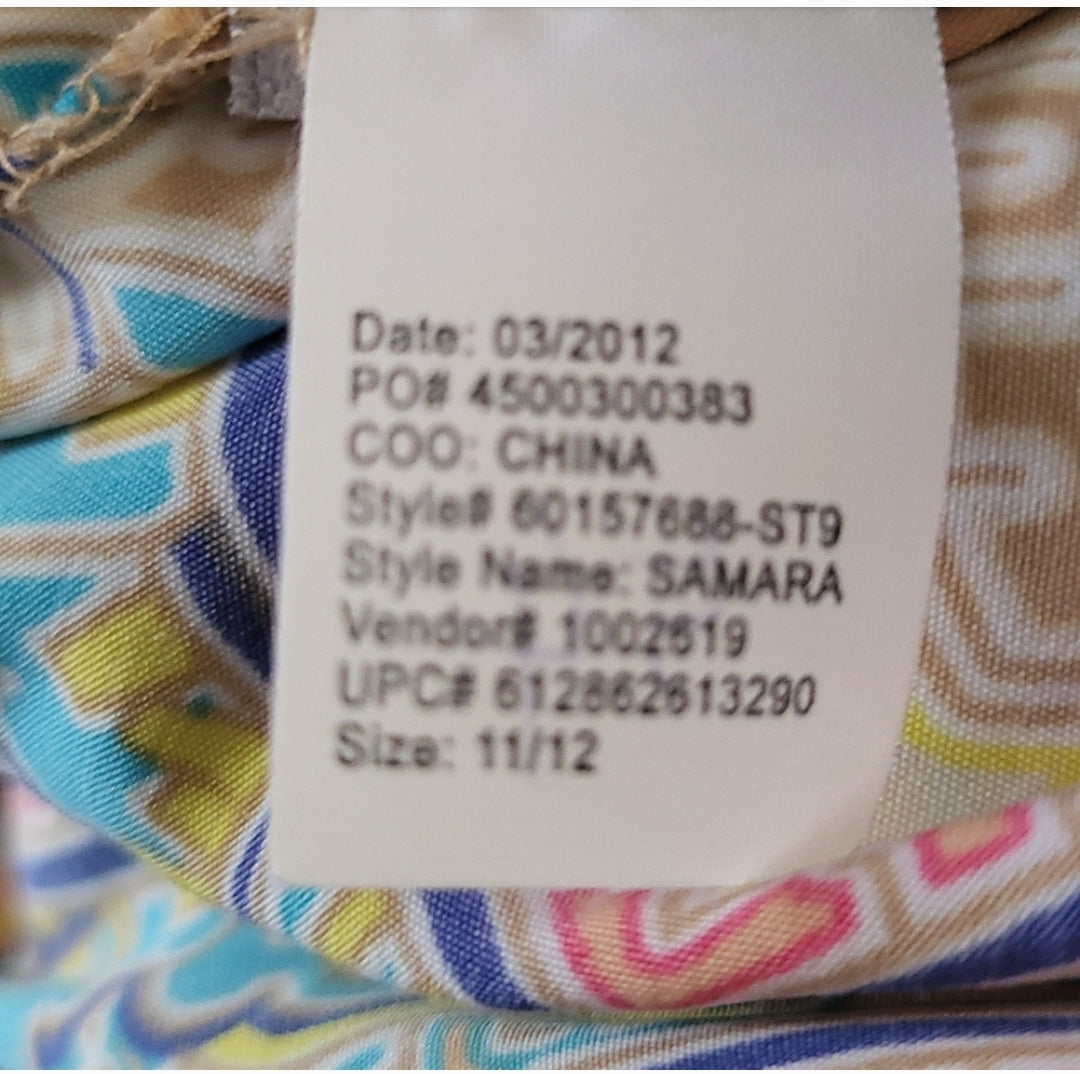 Date: 03/2012
PO# 4500300383
COO: CHINA
Style# 60157688-ST9
Style Name: SAMARA
Vendor# 1002619
UPC# 612862613290
Size: 11/12